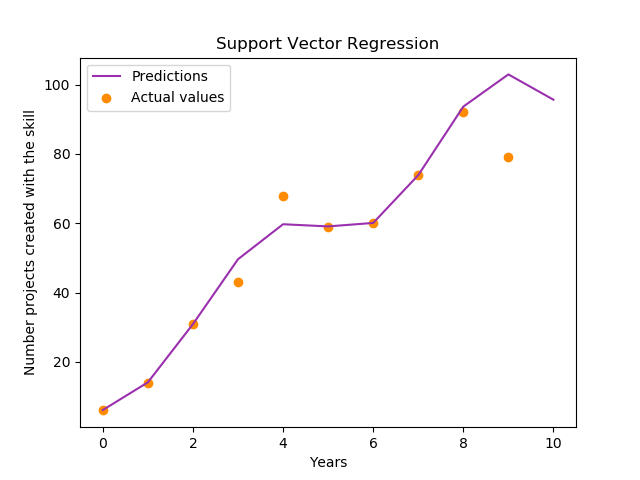 Support Vector Regression
Predictions
Actual values
Number projects created with the skill
100
80
60
40
20
0
2
4
6
8
10
Years